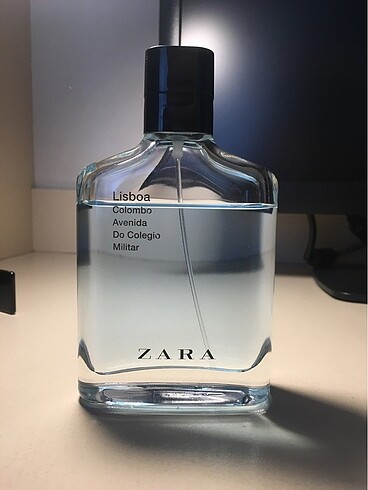 Lisboa
Colombo
Avenida
Do Colegio
Militar
ZARA